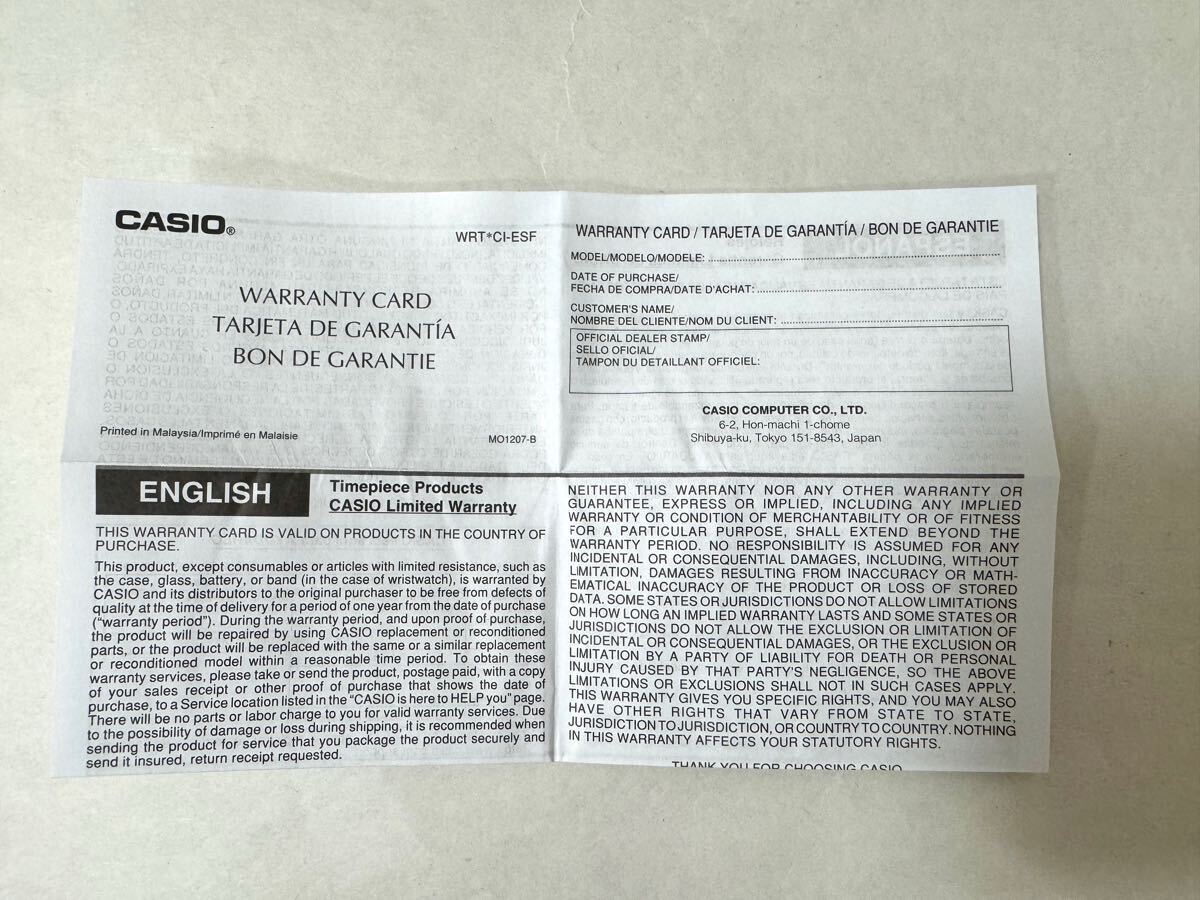 CASIO®
WRT*CI-ESF
WARRANTY CARD
TARJETA DE GARANTÍA
BON DE GARANTIE
Printed in Malaysia/Imprimé en Malaisie
MO1207-B
WARRANTY CARD / TARJETA DE GARANTÍA / BON DE GARANTIE
MODEL/MODELO/MODELE:
DATE OF PURCHASE/
FECHA DE COMPRA/DATE D'ACHAT:
CUSTOMER'S NAME/
NOMBRE DEL CLIENTE/NOM DU CLIENT:
OFFICIAL DEALER STAMP/
SELLO OFICIAL/
TAMPON DU DETAILLANT OFFICIEL:
CASIO COMPUTER CO., LTD.
6-2, Hon-machi 1-chome
Shibuya-ku, Tokyo 151-8543, Japan
ENGLISH
Timepiece Products
CASIO Limited Warranty
THIS WARRANTY CARD IS VALID ON PRODUCTS IN THE COUNTRY OF
PURCHASE.
This product, except consumables or articles with limited resistance, such as
the case, glass, battery, or band (in the case of wristwatch), is warranted by
CASIO and its distributors to the original purchaser to be free from defects of
quality at the time of delivery for a period of one year from the date of purchase
("warranty period"). During the warranty period, and upon proof of purchase,
the product will be repaired by using CASIO replacement or reconditioned
parts, or the product will be replaced with the same or a similar replacement
or reconditioned model within a reasonable time period. To obtain these
warranty services, please take or send the product, postage paid, with a copy
of your sales receipt or other proof of purchase that shows the date of
purchase, to a Service location listed in the "CASIO is here to HELP you" page.
There will be no parts or labor charge to you for valid warranty services. Due
to the possibility of damage or loss during shipping, it is recommended when
sending the product for service that you package the product securely and
send it insured, return receipt requested.
NEITHER THIS WARRANTY NOR ANY OTHER WARRANTY OR
GUARANTEE, EXPRESS OR IMPLIED, INCLUDING ANY IMPLIED
WARRANTY OR CONDITION OF MERCHANTABILITY OR OF FITNESS
FOR A PARTICULAR PURPOSE, SHALL EXTEND BEYOND THE
WARRANTY PERIOD. NO RESPONSIBILITY IS ASSUMED FOR ANY
INCIDENTAL OR CONSEQUENTIAL DAMAGES, INCLUDING, WITHOUT
LIMITATION, DAMAGES RESULTING FROM INACCURACY OR MATH-
EMATICAL INACCURACY OF THE PRODUCT OR LOSS OF STORED
DATA. SOME STATES OR JURISDICTIONS DO NOT ALLOW LIMITATIONS
ON HOW LONG AN IMPLIED WARRANTY LASTS AND SOME STATES OR
JURISDICTIONS DO NOT ALLOW THE EXCLUSION OR LIMITATION OF
INCIDENTAL OR CONSEQUENTIAL DAMAGES, OR THE EXCLUSION OR
LIMITATION BY A PARTY OF LIABILITY FOR DEATH OR PERSONAL
INJURY CAUSED BY THAT PARTY'S NEGLIGENCE, SO THE ABOVE
LIMITATIONS OR EXCLUSIONS SHALL NOT IN SUCH CASES APPLY.
THIS WARRANTY GIVES YOU SPECIFIC RIGHTS, AND YOU MAY ALSO
HAVE OTHER RIGHTS THAT VARY FROM STATE TO STATE,
JURISDICTION TO JURISDICTION, OR COUNTRY TO COUNTRY. NOTHING
IN THIS WARRANTY AFFECTS YOUR STATUTORY RIGHTS.
THANK YOU FOR CHOOSING CASIO